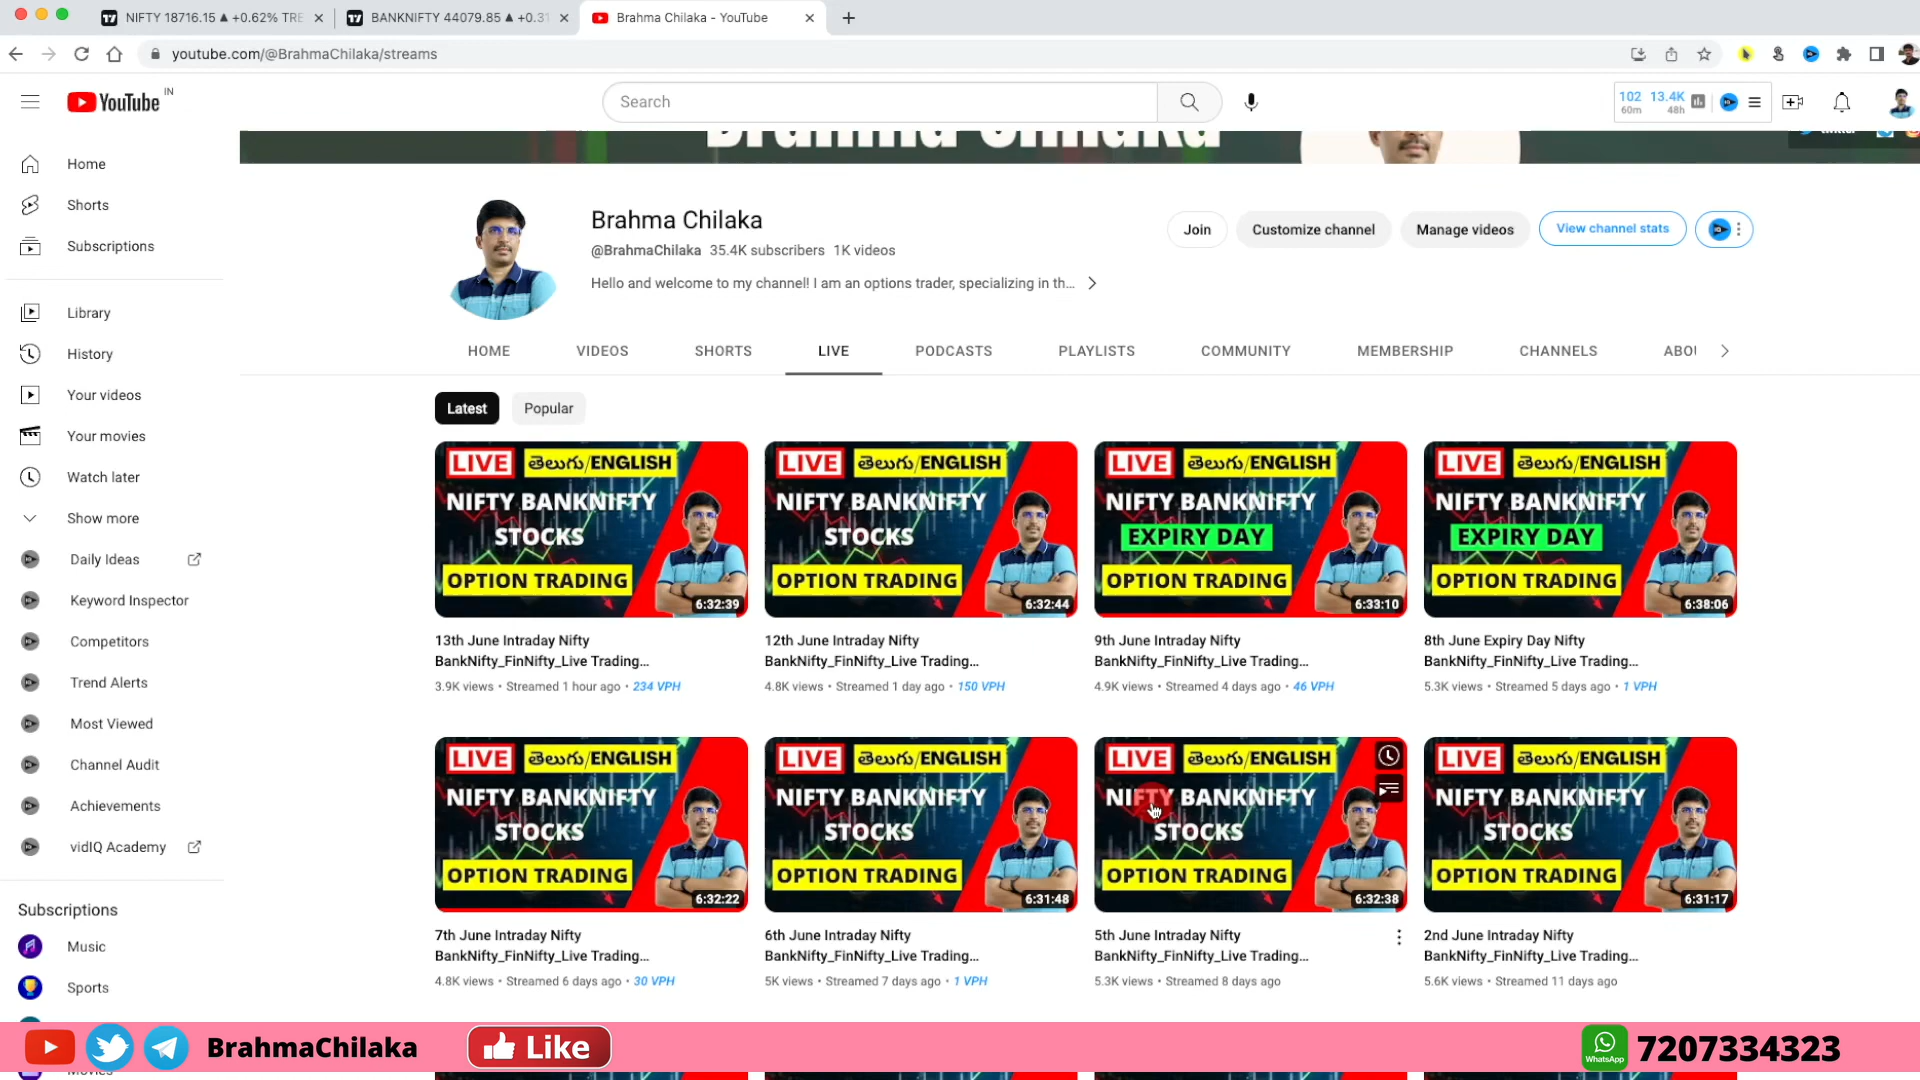 NIFTY 18716.15 ▲ +0.62% TRE
BANKNIFTY 44079.85 ▲ +0.31
Brahma Chilaka - YouTube
youtube.com/@BrahmaChilaka/streams
YouTube IN
Search
102 13.4K
60m 48h
Brahma Chilaka
twitter
Home
Shorts
Subscriptions
Library
History
Your videos
Your movies
Watch later
Show more
Daily Ideas
Keyword Inspector
Competitors
Trend Alerts
Most Viewed
Channel Audit
Achievements
vidIQ Academy
Subscriptions
Music
Sports
Movies
Brahma Chilaka
@BrahmaChilaka 35.4K subscribers 1K videos
Hello and welcome to my channel! I am an options trader, specializing in th...
Join Customize channel Manage videos View channel stats
HOME VIDEOS SHORTS LIVE PODCASTS PLAYLISTS COMMUNITY MEMBERSHIP CHANNELS ABOU
Latest Popular
LIVE తెలుగు/ENGLISH
NIFTY BANKNIFTY
STOCKS
OPTION TRADING
6:32:39
13th June Intraday Nifty
BankNifty_FinNifty_Live Trading...
3.9K views • Streamed 1 hour ago • 234 VPH
LIVE తెలుగు/ENGLISH
NIFTY BANKNIFTY
STOCKS
OPTION TRADING
6:32:44
12th June Intraday Nifty
BankNifty_FinNifty_Live Trading...
4.8K views • Streamed 1 day ago • 150 VPH
LIVE తెలుగు/ENGLISH
NIFTY BANKNIFTY
EXPIRY DAY
OPTION TRADING
6:33:10
9th June Intraday Nifty
BankNifty_FinNifty_Live Trading...
4.9K views • Streamed 4 days ago • 46 VPH
LIVE తెలుగు/ENGLISH
NIFTY BANKNIFTY
EXPIRY DAY
OPTION TRADING
6:38:06
8th June Expiry Day Nifty
BankNifty_FinNifty_Live Trading...
5.3K views • Streamed 5 days ago • 1 VPH
LIVE తెలుగు/ENGLISH
NIFTY BANKNIFTY
STOCKS
OPTION TRADING
6:32:22
7th June Intraday Nifty
BankNifty_FinNifty_Live Trading...
4.8K views • Streamed 6 days ago • 30 VPH
LIVE తెలుగు/ENGLISH
NIFTY BANKNIFTY
STOCKS
OPTION TRADING
6:31:48
6th June Intraday Nifty
BankNifty_FinNifty_Live Trading...
5K views • Streamed 7 days ago • 1 VPH
LIVE తెలుగు/ENGLISH
NIFTY BANKNIFTY
STOCKS
OPTION TRADING
6:32:38
5th June Intraday Nifty
BankNifty_FinNifty_Live Trading...
5.3K views • Streamed 8 days ago
LIVE తెలుగు/ENGLISH
NIFTY BANKNIFTY
STOCKS
OPTION TRADING
6:31:17
2nd June Intraday Nifty
BankNifty_FinNifty_Live Trading...
5.6K views • Streamed 11 days ago
BrahmaChilaka
Like
WhatsApp
7207334323